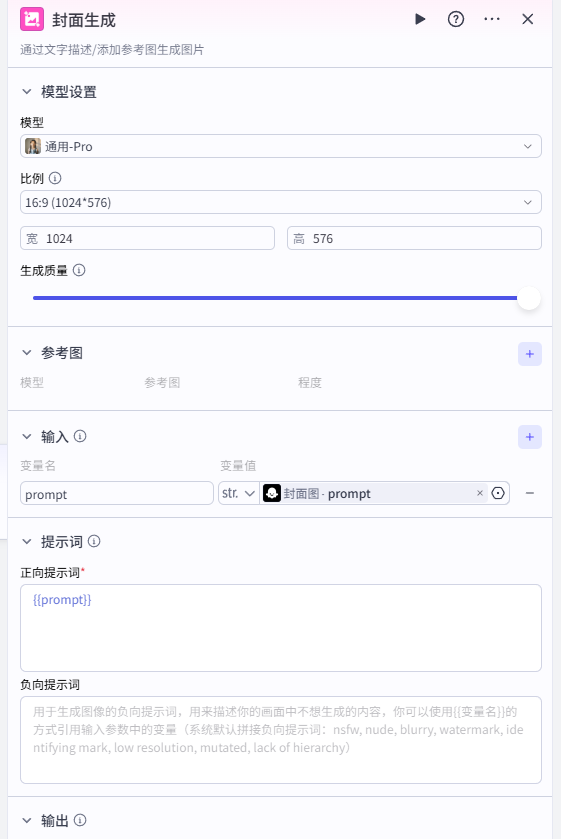 封面生成
通过文字描述/添加参考图生成图片
模型设置
模型
通用-Pro
比例
16:9 (1024*576)
宽 1024 高 576
生成质量
参考图
模型 参考图 程度
输入
变量名 变量值
prompt str. 封面图 - prompt
提示词
正向提示词*
{{prompt}}
负向提示词
用于生成图像的负向提示词，用来描述你的画面中不想生成的内容，你可以使用{{变量名}}的
方式引用输入参数中的变量（系统默认拼接负向提示词：nsfw, nude, blurry, watermark, ide
ntifying mark, low resolution, mutated, lack of hierarchy）
输出